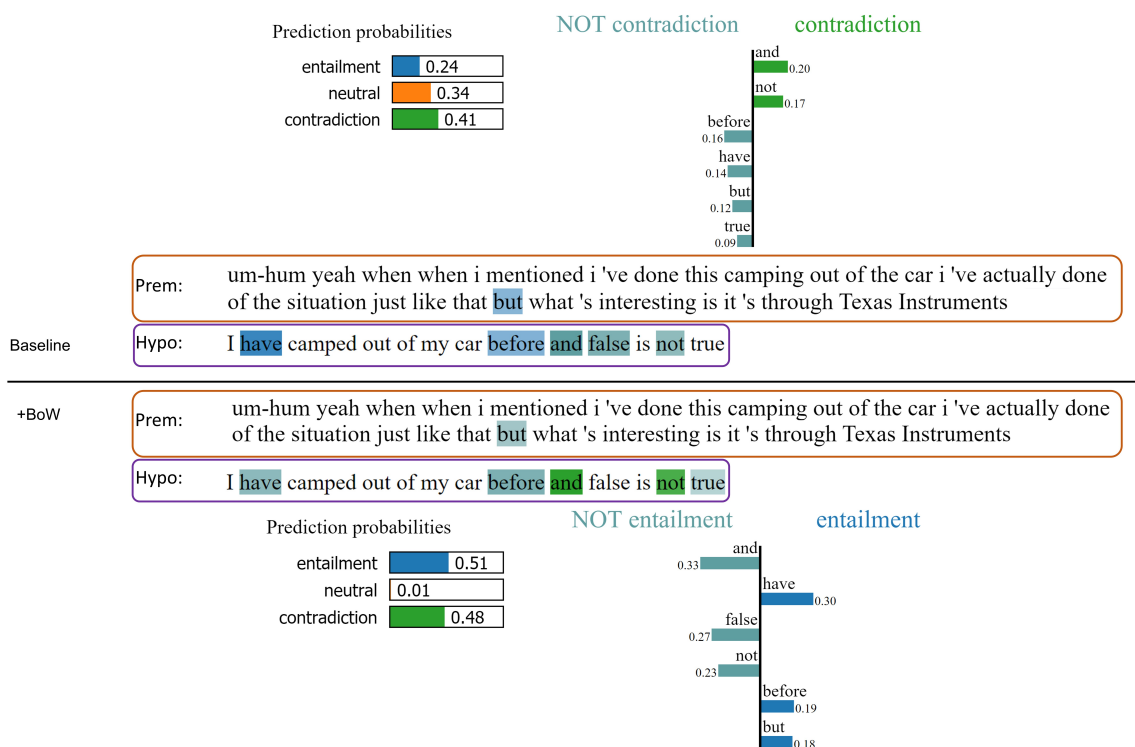 NOT contradiction contradiction
Prediction probabilities
entailment 0.24
neutral 0.34
contradiction 0.41
and
0.20
not
0.17
before
0.16
have
0.14
but
0.12
true
0.09
Prem: um-hum yeah when when i mentioned i 've done this camping out of the car i 've actually done
of the situation just like that but what 's interesting is it 's through Texas Instruments
Baseline
Hypo: I have camped out of my car before and false is not true
+BoW
Prem: um-hum yeah when when i mentioned i 've done this camping out of the car i 've actually done
of the situation just like that but what 's interesting is it 's through Texas Instruments
Hypo: I have camped out of my car before and false is not true
Prediction probabilities
entailment 0.51
neutral 0.01
contradiction 0.48
NOT entailment entailment
and
0.33
have
0.30
false
0.27
not
0.23
before
0.19
but
0.18